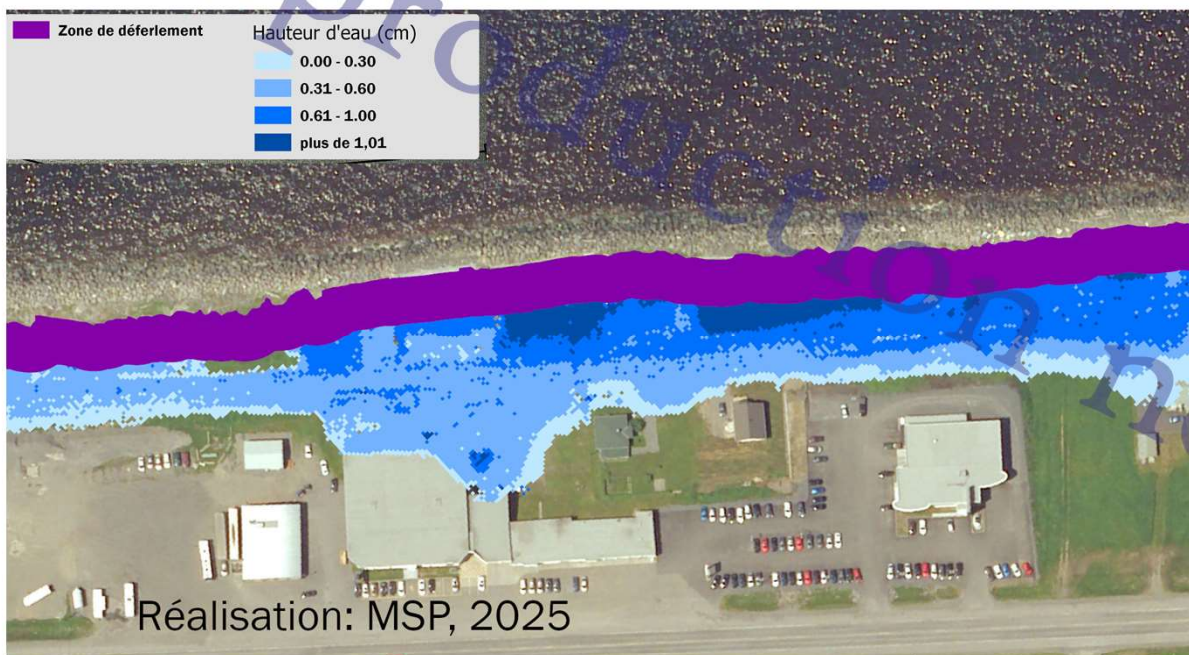 Zone de déferlement
Hauteur d'eau (cm)
0.00 - 0.30
0.31 - 0.60
0.61 - 1.00
plus de 1,01
roduction n
Réalisation: MSP, 2025